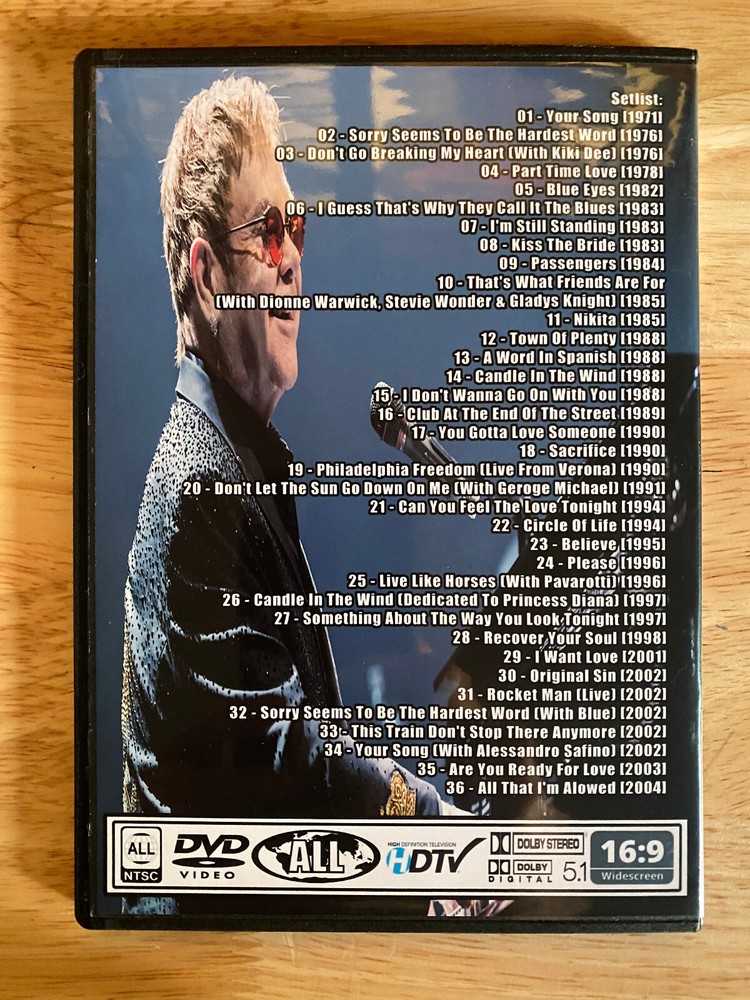 Setlist:
01 - Your Song [1971]
02 - Sorry Seems To Be The Hardest Word [1976]
03 - Don't Go Breaking My Heart (With Kiki Dee) [1976]
04 - Part Time Love [1978]
05 - Blue Eyes [1982]
06 - I Guess That's Why They Call It The Blues [1983]
07 - I'm Still Standing [1983]
08 - Kiss The Bride [1983]
09 - Passengers [1984]
10 - That's What Friends Are For
(With Dionne Warwick, Stevie Wonder & Gladys Knight) [1985]
11 - Nikita [1985]
12 - Town Of Plenty [1988]
13 - A Word In Spanish [1988]
14 - Candle In The Wind [1988]
15 - I Don't Wanna Go On With You [1988]
16 - Club At The End Of The Street [1989]
17 - You Gotta Love Someone [1990]
18 - Sacrifice [1990]
19 - Philadelphia Freedom (Live From Verona) [1990]
20 - Don't Let The Sun Go Down On Me (With Geroge Michael) [1991]
21 - Can You Feel The Love Tonight [1994]
22 - Circle Of Life [1994]
23 - Believe [1995]
24 - Please [1996]
25 - Live Like Horses (With Pavarotti) [1996]
26 - Candle In The Wind (Dedicated To Princess Diana) [1997]
27 - Something About The Way You Look Tonight [1997]
28 - Recover Your Soul [1998]
29 - I Want Love [2001]
30 - Original Sin [2002]
31 - Rocket Man (Live) [2002]
32 - Sorry Seems To Be The Hardest Word (With Blue) [2002]
33 - This Train Don't Stop There Anymore [2002]
34 - Your Song (With Alessandro Safino) [2002]
35 - Are You Ready For Love [2003]
36 - All That I'm Alowed [2004]
ALL
NTSC
DVD
VIDEO
ALL
HIGH DEFINITION TELEVISION
HDTV
DOLBY STEREO
DOLBY
DIGITAL 5.1
16:9
Widescreen